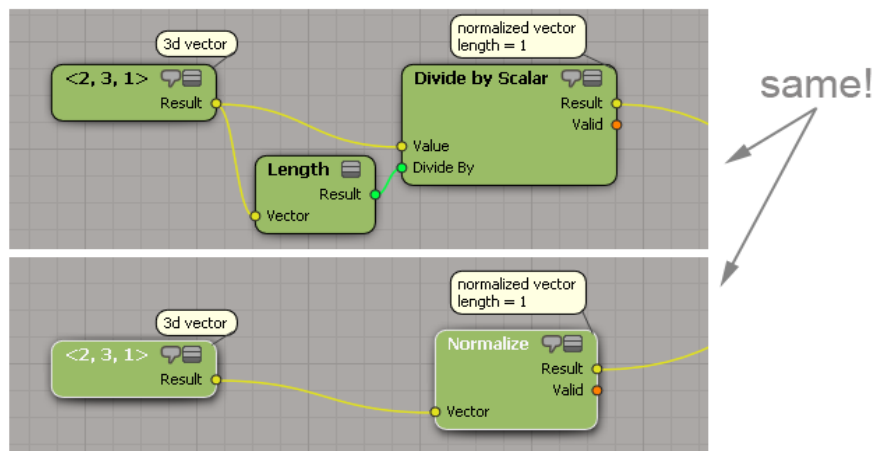 3d vector
normalized vector
length = 1
<2, 3, 1>
Result
Divide by Scalar
Result
Valid
Value
Divide By
Length
Result
Vector
same!
3d vector
normalized vector
length = 1
<2, 3, 1>
Result
Normalize
Result
Valid
Vector